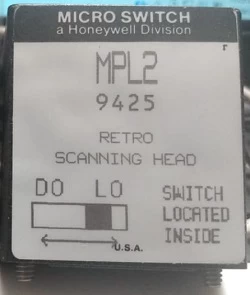 MICRO SWITCH
a Honeywell Division
MPL2
9425
RETRO
SCANNING HEAD
DO LO
SWITCH
LOCATED
INSIDE
U.S.A.